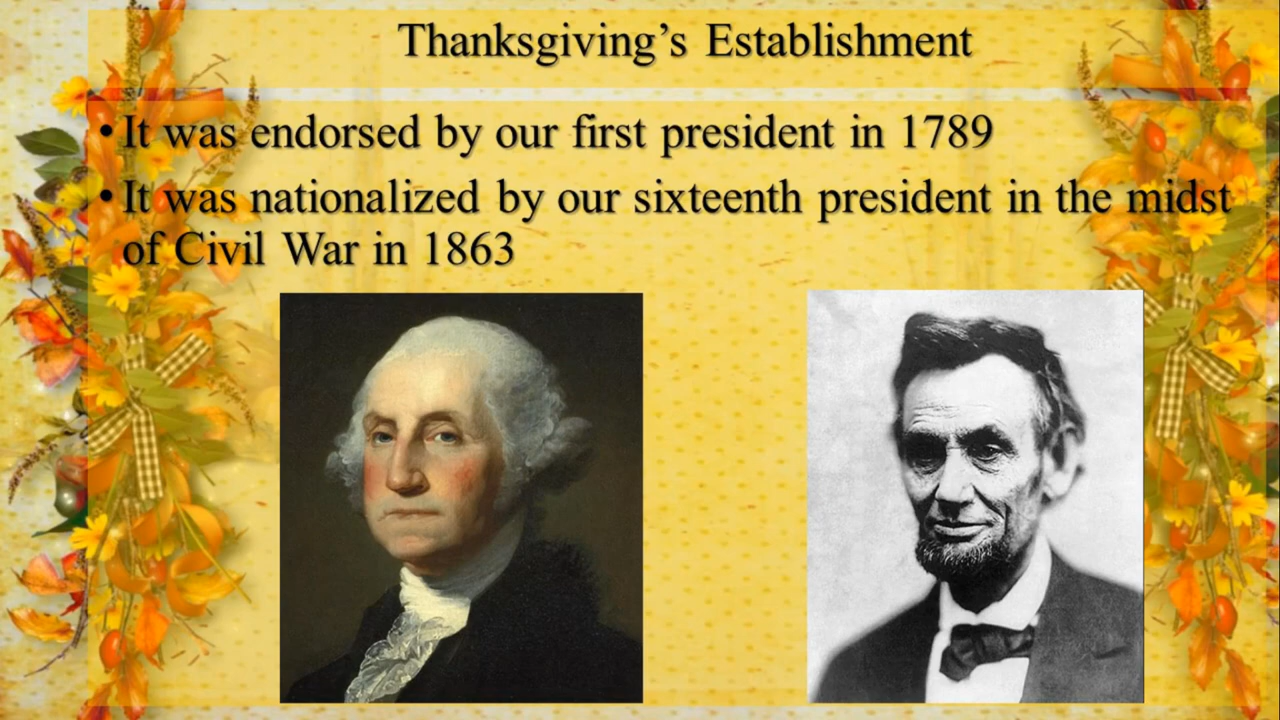 Thanksgiving’s Establishment
• It was endorsed by our first president in 1789
• It was nationalized by our sixteenth president in the midst
of Civil War in 1863